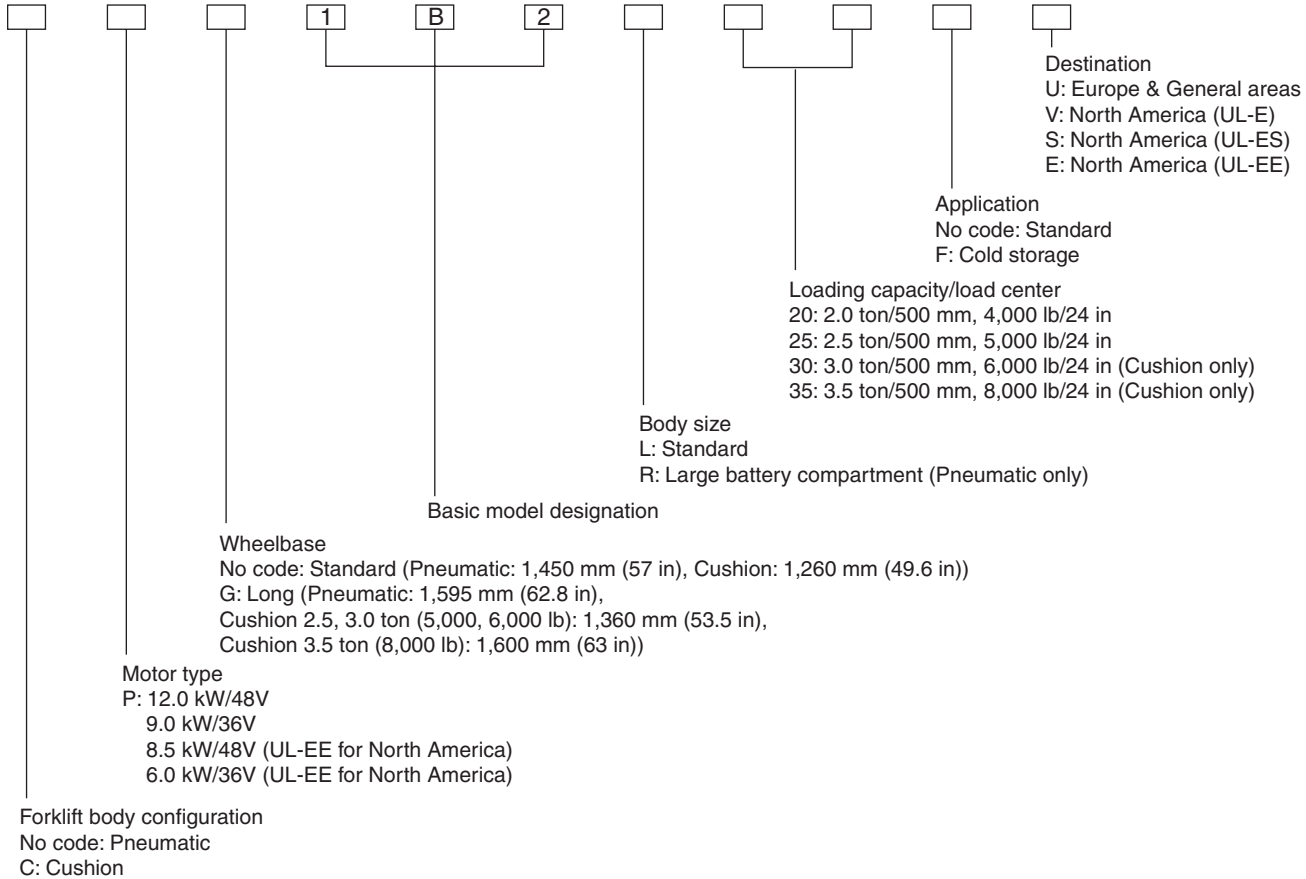 1 B 2
Destination
U: Europe & General areas
V: North America (UL-E)
S: North America (UL-ES)
E: North America (UL-EE)
Application
No code: Standard
F: Cold storage
Loading capacity/load center
20: 2.0 ton/500 mm, 4,000 lb/24 in
25: 2.5 ton/500 mm, 5,000 lb/24 in
30: 3.0 ton/500 mm, 6,000 lb/24 in (Cushion only)
35: 3.5 ton/500 mm, 8,000 lb/24 in (Cushion only)
Body size
L: Standard
R: Large battery compartment (Pneumatic only)
Basic model designation
Wheelbase
No code: Standard (Pneumatic: 1,450 mm (57 in), Cushion: 1,260 mm (49.6 in))
G: Long (Pneumatic: 1,595 mm (62.8 in),
Cushion 2.5, 3.0 ton (5,000, 6,000 lb): 1,360 mm (53.5 in),
Cushion 3.5 ton (8,000 lb): 1,600 mm (63 in))
Motor type
P: 12.0 kW/48V
9.0 kW/36V
8.5 kW/48V (UL-EE for North America)
6.0 kW/36V (UL-EE for North America)
Forklift body configuration
No code: Pneumatic
C: Cushion